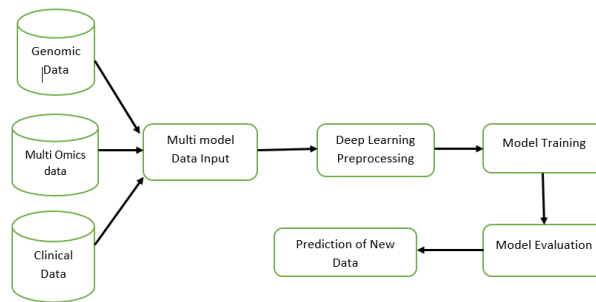 Genomic
Data
Multi Omics
data
Clinical
Data
Multi model
Data Input
Deep Learning
Preprocessing
Model Training
Model Evaluation
Prediction of New
Data